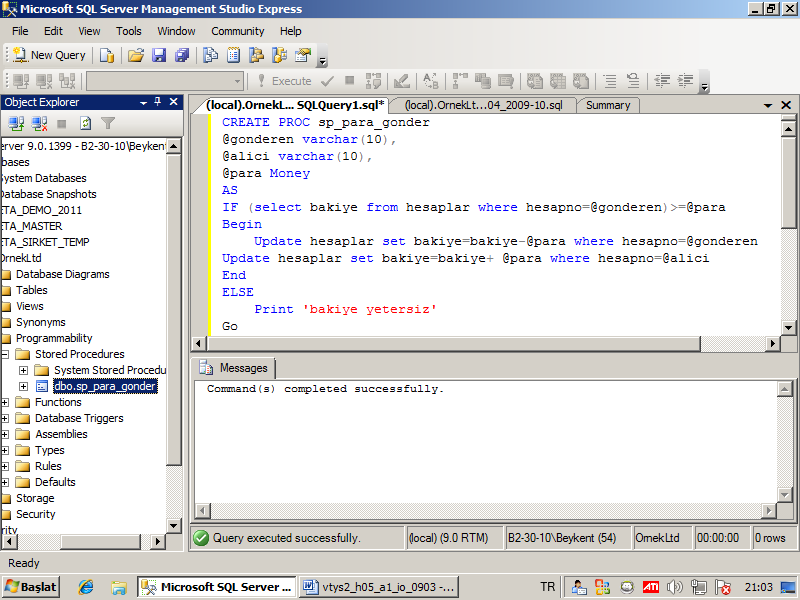 Microsoft SQL Server Management Studio Express
File Edit View Tools Window Community Help
New Query
Execute
Object Explorer
(local).OrnekL... SQLQuery1.sql* (local).OrnekLt...04_2009-10.sql Summary
erver 9.0.1399 - B2-30-10\Beykent
bases
System Databases
Database Snapshots
ETA_DEMO_2011
ETA_MASTER
ETA_SIRKET_TEMP
OrnekLtd
Database Diagrams
Tables
Views
Synonyms
Programmability
Stored Procedures
System Stored Procedu
dbo.sp_para_gonder
Functions
Database Triggers
Assemblies
Types
Rules
Defaults
Storage
Security
rity
CREATE PROC sp_para_gonder
@gonderen varchar(10),
@alici varchar(10),
@para Money
AS
IF (select bakiye from hesaplar where hesapno=@gonderen)>=@para
Begin
Update hesaplar set bakiye=bakiye-@para where hesapno=@gonderen
Update hesaplar set bakiye=bakiye+ @para where hesapno=@alici
End
ELSE
Print 'bakiye yetersiz'
Go
Messages
Command(s) completed successfully.
Query executed successfully. (local) (9.0 RTM) B2-30-10\Beykent (54) OrnekLtd 00:00:00 0 rows
Ready
Başlat Microsoft SQL Server ... vtys2_h05_a1_io_0903 -... TR ATI 21:03